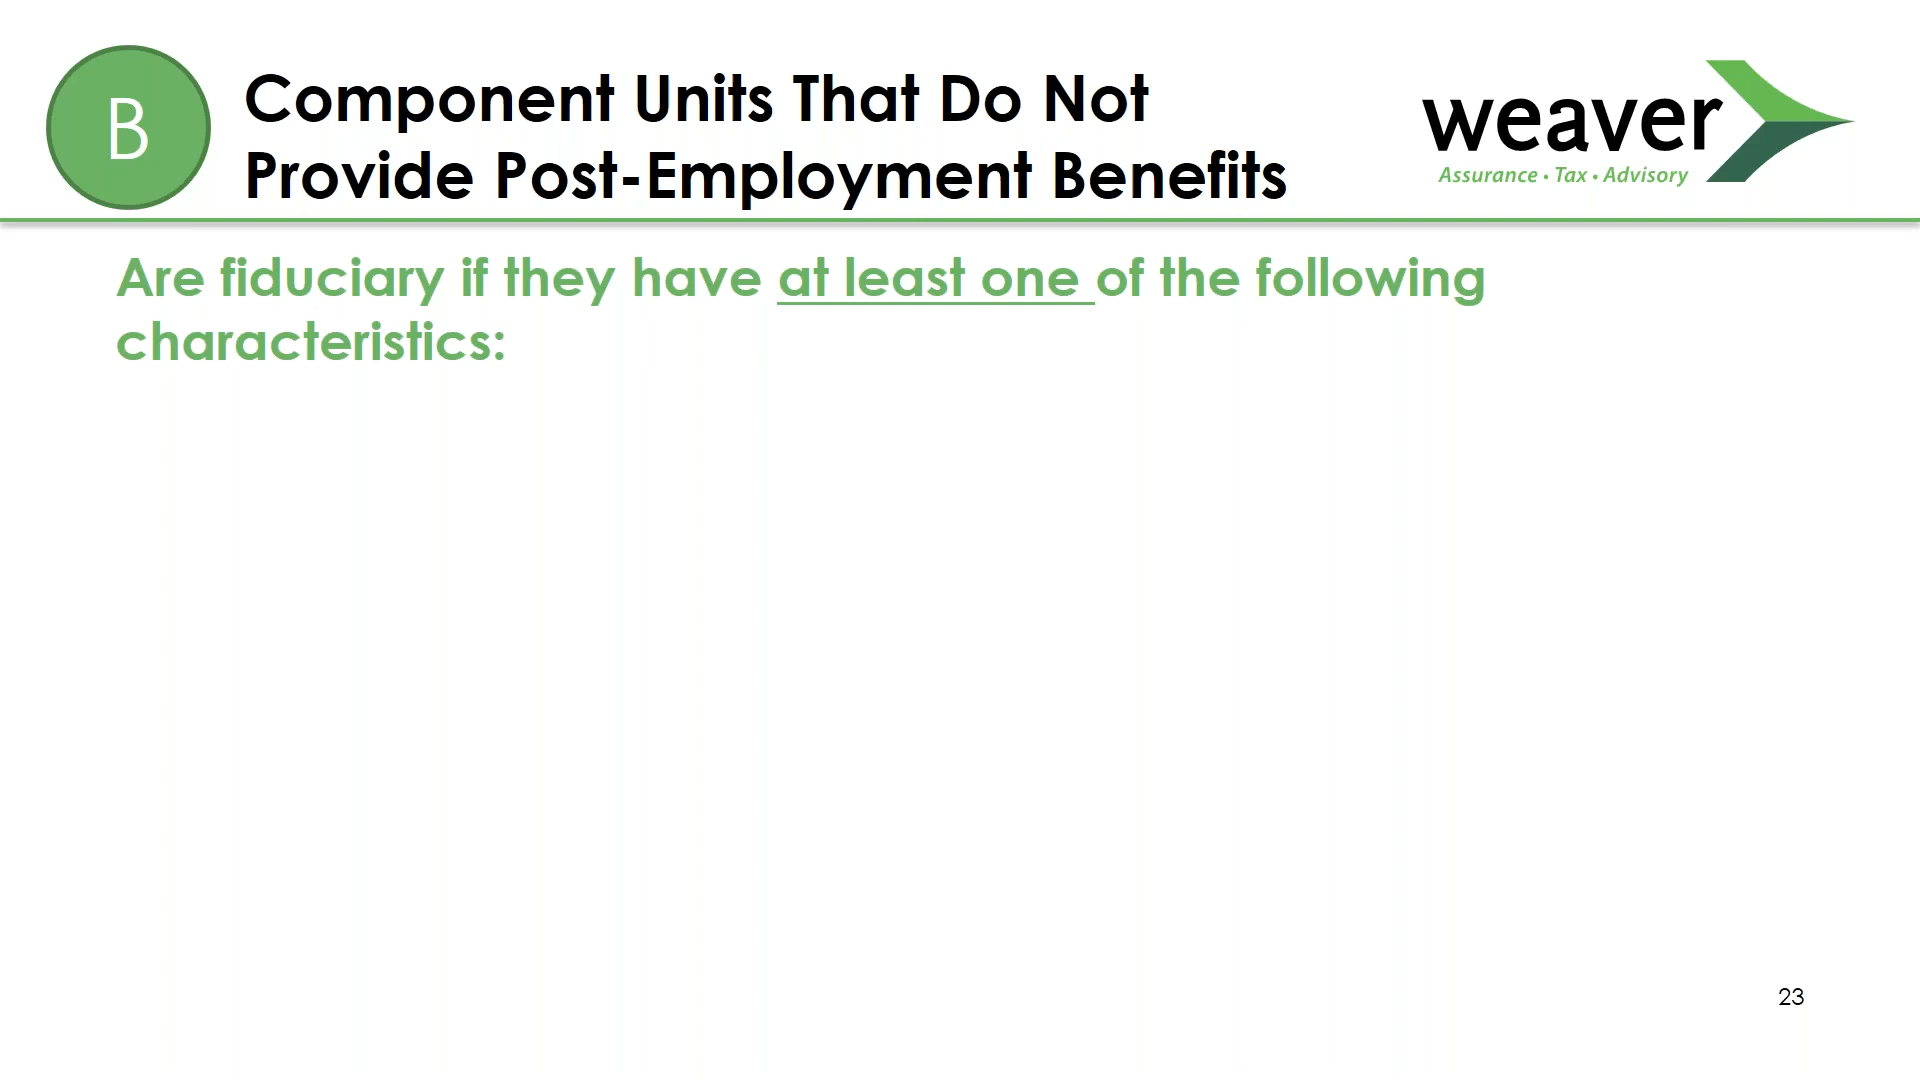 B
Component Units That Do Not
Provide Post-Employment Benefits
weaver
Assurance • Tax • Advisory
Are fiduciary if they have at least one of the following
characteristics:
23